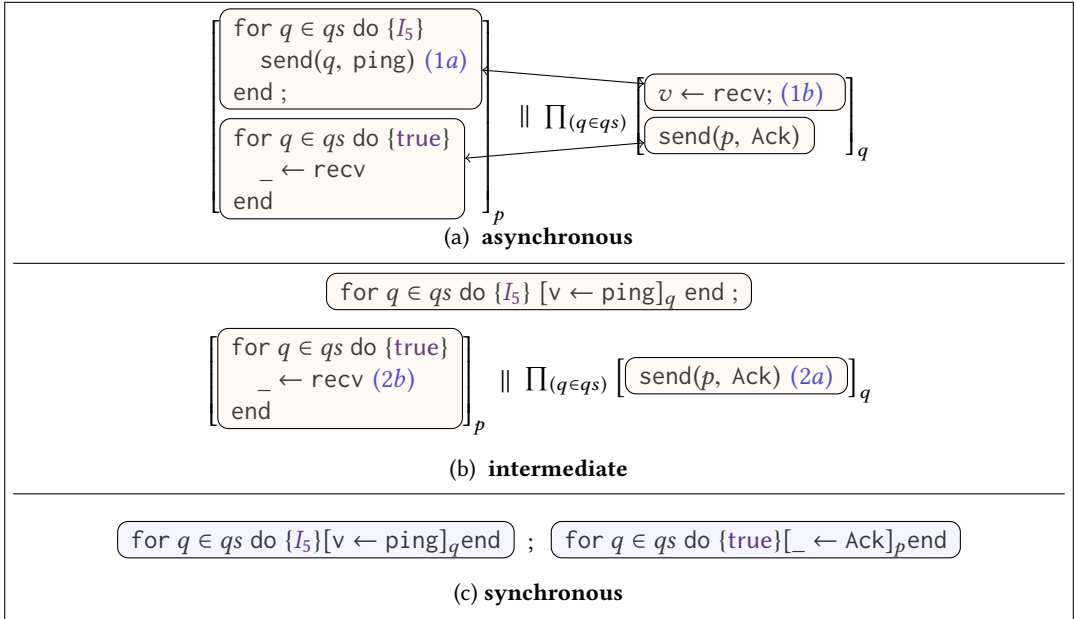 for q ∈ qs do {I₅}
send(q, ping) (1a)
end ;
for q ∈ qs do {true}
_ ← recv
end
p
∥ ∏(q∈qs)
v ← recv; (1b)
send(p, Ack)
q
(a) asynchronous
for q ∈ qs do {I₅} [v ← ping]q end ;
for q ∈ qs do {true}
_ ← recv (2b)
end
p
∥ ∏(q∈qs) [send(p, Ack) (2a)]q
(b) intermediate
for q ∈ qs do {I₅}[v ← ping]q end ; for q ∈ qs do {true}[_ ← Ack]p end
(c) synchronous